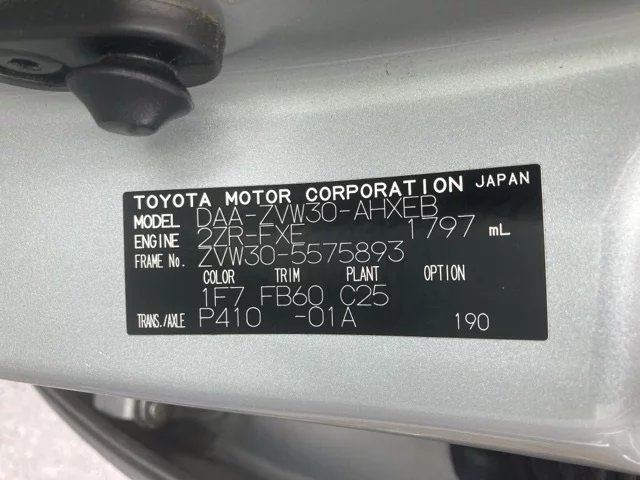 TOYOTA MOTOR CORPORATION JAPAN
MODEL DAA-ZVW30-AHXEB
ENGINE 2ZR-FXE 1797 mL
FRAME No. ZVW30-5575893
COLOR TRIM PLANT OPTION
1F7 FB60 C25
TRANS./AXLE P410 -01A 190